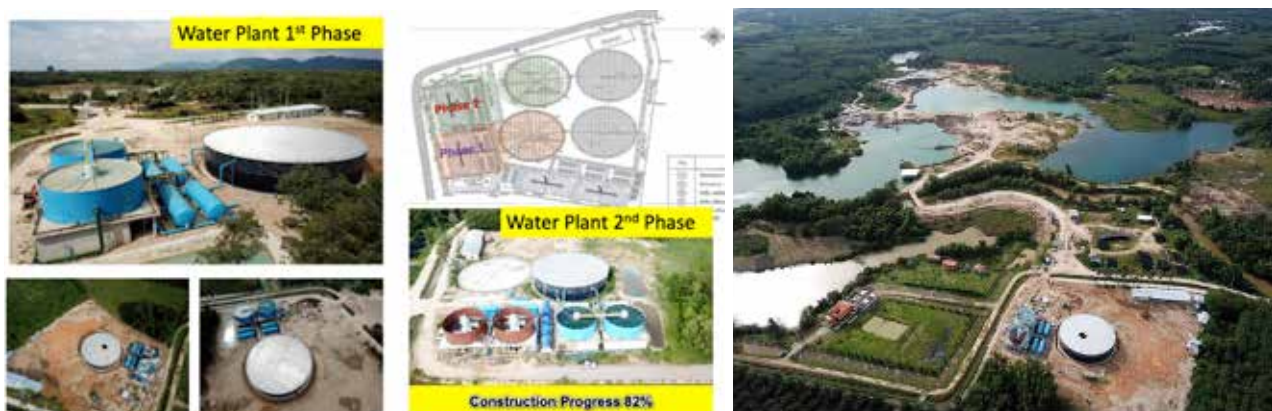 Water Plant 1st Phase
Phase 2
Phase 1
Water Plant 2nd Phase
Construction Progress 82%